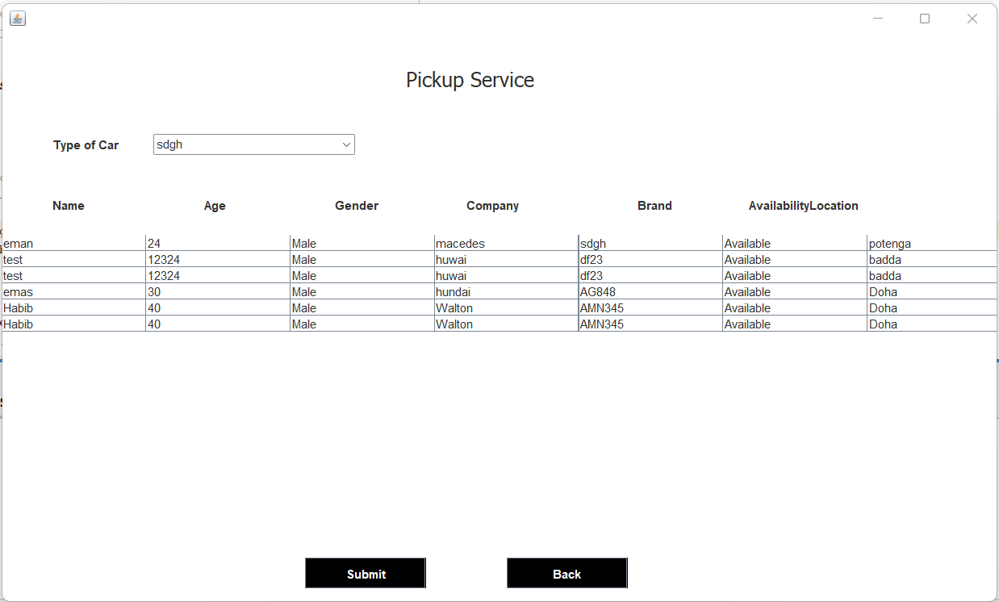 Pickup Service
Type of Car sdgh
Name Age Gender Company Brand AvailabilityLocation
eman 24 Male macedes sdgh Available potenga
test 12324 Male huwai df23 Available badda
test 12324 Male huwai df23 Available badda
emas 30 Male hundai AG848 Available Doha
Habib 40 Male Walton AMN345 Available Doha
Habib 40 Male Walton AMN345 Available Doha
Submit Back